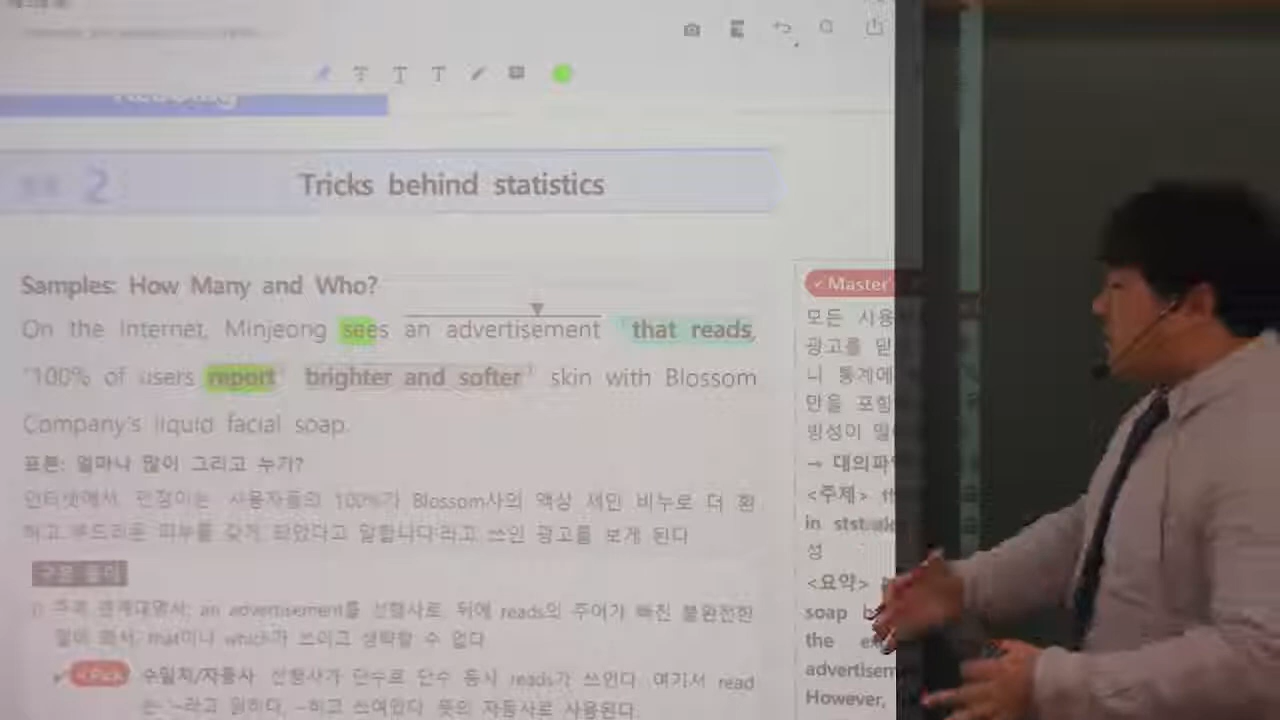 Reading
2 Tricks behind statistics
Samples: How Many and Who?
On the Internet, Minjeong sees an advertisement that reads,
"100% of users report brighter and softer skin with Blossom
Company's liquid facial soap.
표본: 얼마나 많이 그리고 누가?
인터넷에서, 민정이는 사용자들의 100%가 Blossom사의 액상 세안 비누로 더 환
하고 부드러운 피부를 갖게 되었다고 말합니다라고 쓰인 광고를 보게 된다
구문 풀이
1) 주격 관계대명사: an advertisement를 선행사로 뒤에 reads의 주어가 빠진 불완전한
절이 와서, that이나 which가 쓰이고 생략할 수 없다
Pick 수일치/자동사 선행사가 단수로 단수 동사 reads가 쓰인다. 여기서 read
는 ~라고 원하다, ~하고 쓰여있다 뜻의 자동사로 사용된다.
Master'
모든 사용
광고를 믿
니 통계에
만을 포함
방성이 떨
→ 대의파
<주제> th
in
성
<요약>
soap b
the ex
advertisem
However,